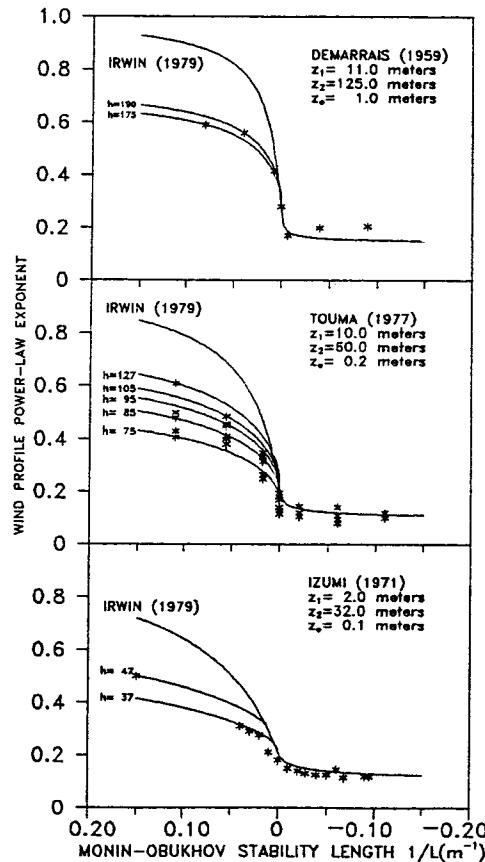 WIND PROFILE POWER-LAW EXPONENT
1.0
0.8
0.6
0.4
0.2
0
IRWIN (1979)
h=190
h=175
DEMARRAIS (1959)
z₁= 11.0 meters
z₂=125.0 meters
z₀= 1.0 meters
0.8
0.6
0.4
0.2
0
IRWIN (1979)
h=127
h=105
h= 95
h= 85
h= 75
TOUMA (1977)
z₁=10.0 meters
z₂=60.0 meters
z₀= 0.2 meters
0.8
0.6
0.4
0.2
0
IRWIN (1979)
h= 47
h= 37
IZUMI (1971)
z₁= 2.0 meters
z₂=32.0 meters
z₀= 0.1 meters
0.20 0.10 0 −0.10 −0.20
MONIN-OBUKHOV STABILITY LENGTH 1/L(m⁻¹)